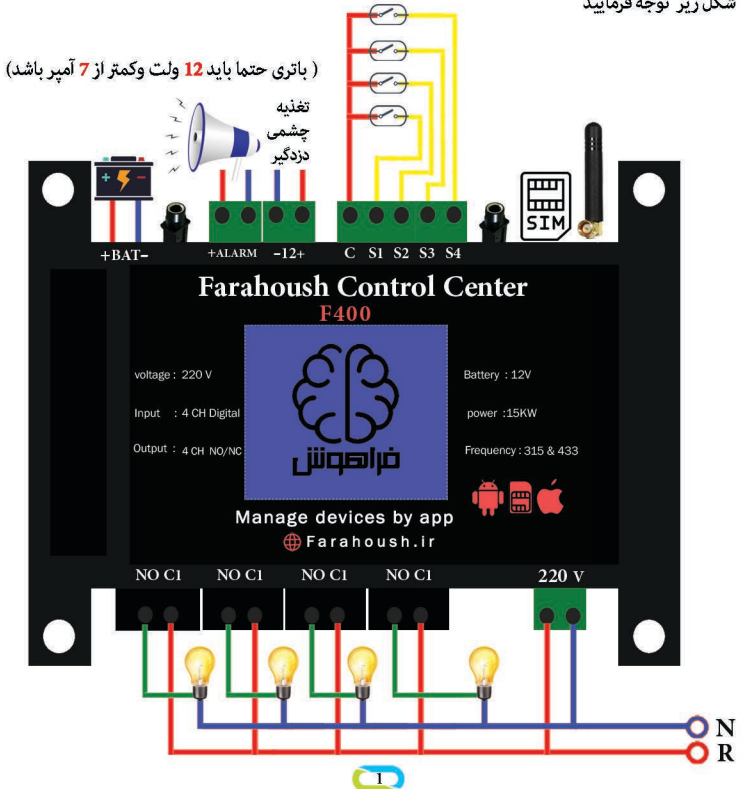 شکل زیر توجه فرمایید
( باتری حتما باید 12 ولت وکمتر از 7 آمپر باشد)
تغذیه
چشمی
دزدگیر
SIM
+BAT- +ALARM -12+ C S1 S2 S3 S4
Farahoush Control Center
F400
voltage : 220 V
Input : 4 CH Digital
Output : 4 CH NO/NC
فراهوش
Battery : 12V
power :15KW
Frequency : 315 & 433
Manage devices by app
Farahoush.ir
NO C1 NO C1 NO C1 NO C1 220 V
N
R
1